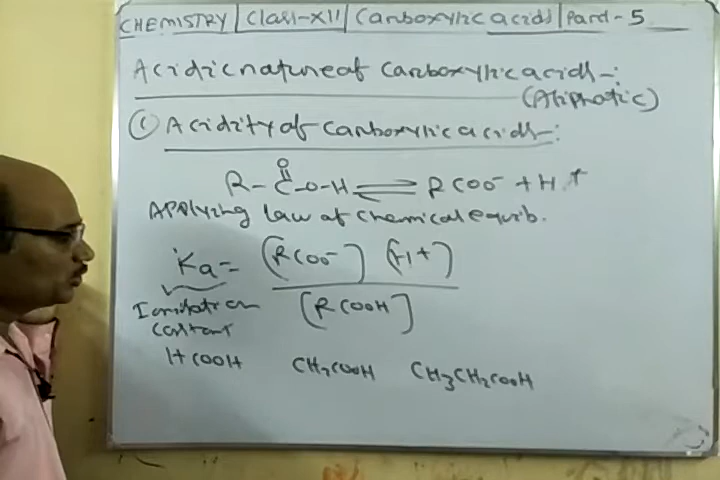 CHEMISTRY | Class-XII | Carboxylic acids | Part-5
Acidic nature of Carboxylic acids-:
(Aliphatic)
(1) Acidity of carboxylic acids-:
O
R-C-O-H ⇌ RCOO⁻ + H⁺
Applying law of chemical equib.
Ka = (RCOO⁻) (H⁺)
(RCOOH)
Ionisation
constant
HCOOH CH₃COOH CH₃CH₂COOH